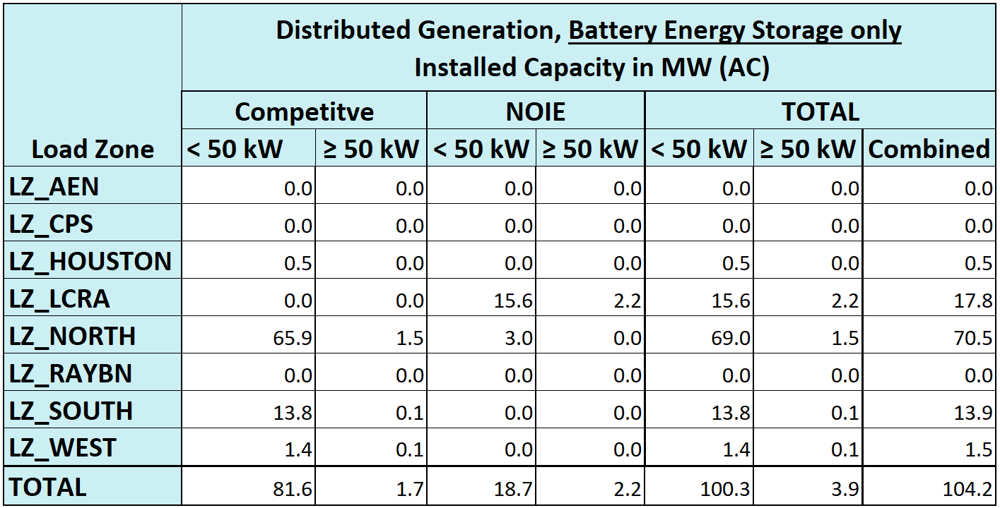 Distributed Generation, Battery Energy Storage only
Installed Capacity in MW (AC)
Competitve NOIE TOTAL
Load Zone < 50 kW ≥ 50 kW < 50 kW ≥ 50 kW < 50 kW ≥ 50 kW Combined
LZ_AEN 0.0 0.0 0.0 0.0 0.0 0.0 0.0
LZ_CPS 0.0 0.0 0.0 0.0 0.0 0.0 0.0
LZ_HOUSTON 0.5 0.0 0.0 0.0 0.5 0.0 0.5
LZ_LCRA 0.0 0.0 15.6 2.2 15.6 2.2 17.8
LZ_NORTH 65.9 1.5 3.0 0.0 69.0 1.5 70.5
LZ_RAYBN 0.0 0.0 0.0 0.0 0.0 0.0 0.0
LZ_SOUTH 13.8 0.1 0.0 0.0 13.8 0.1 13.9
LZ_WEST 1.4 0.1 0.0 0.0 1.4 0.1 1.5
TOTAL 81.6 1.7 18.7 2.2 100.3 3.9 104.2